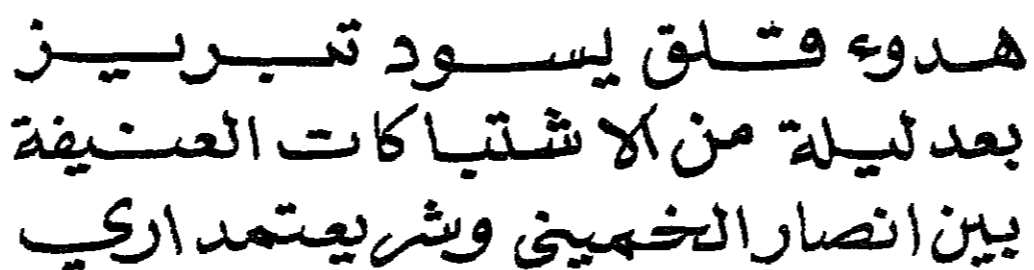 هدوء قلق يسود تبريز
بعد ليلة من الاشتباكات العنيفة
بين انصار الخميني وشريعتمداري